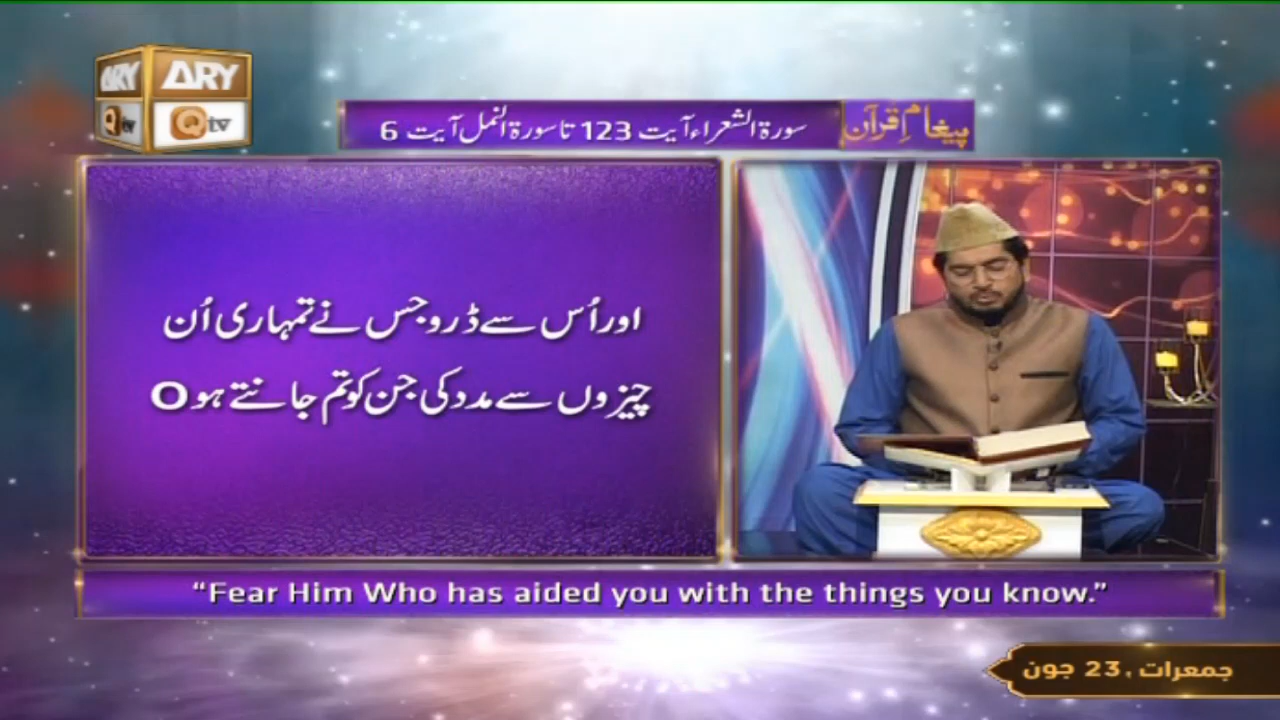 ARY ARY
Q tv Qtv
پیغامِ قرآن
سورۃ الشعراء آیت 123 تا سورۃ النمل آیت 6
اور اُس سے ڈرو جس نے تمہاری اُن
چیزوں سے مدد کی جن کو تم جانتے ہو O
“Fear Him Who has aided you with the things you know.”
جمعرات، 23 جون